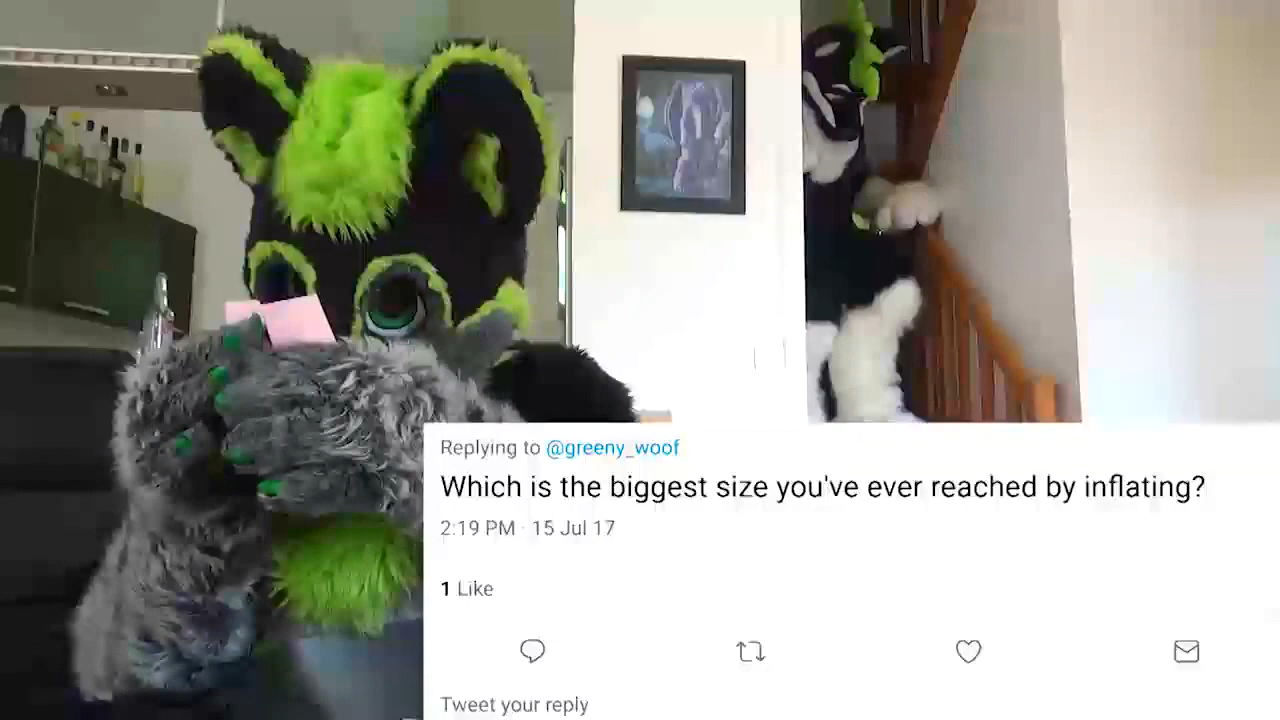 Replying to @greeny_woof
Which is the biggest size you've ever reached by inflating?
2:19 PM · 15 Jul 17
1 Like
Tweet your reply